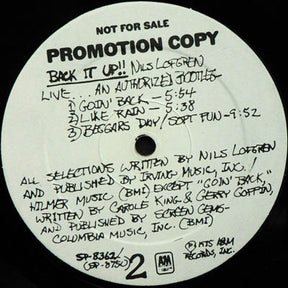 NOT FOR SALE
PROMOTION COPY
BACK IT UP!! NILS LOFGREN
LIVE... AN AUTHORIZED BOOTLEG
1) GOIN' BACK - 5:54
2) LIKE RAIN - 5:38
3) BEGGARS DAY / SOFT FUN - 9:52
ALL SELECTIONS WRITTEN BY NILS LOFGREN
AND PUBLISHED BY IRVING MUSIC, INC./
HILMER MUSIC (BMI) EXCEPT "GOIN' BACK,"
WRITTEN BY CAROLE KING & GERRY GOFFIN,
AND PUBLISHED BY SCREEN GEMS-
COLUMBIA MUSIC, INC. (BMI)
SP-8362/
(SP-8750)
2
A&M
℗ 1975 A&M
RECORDS, INC.